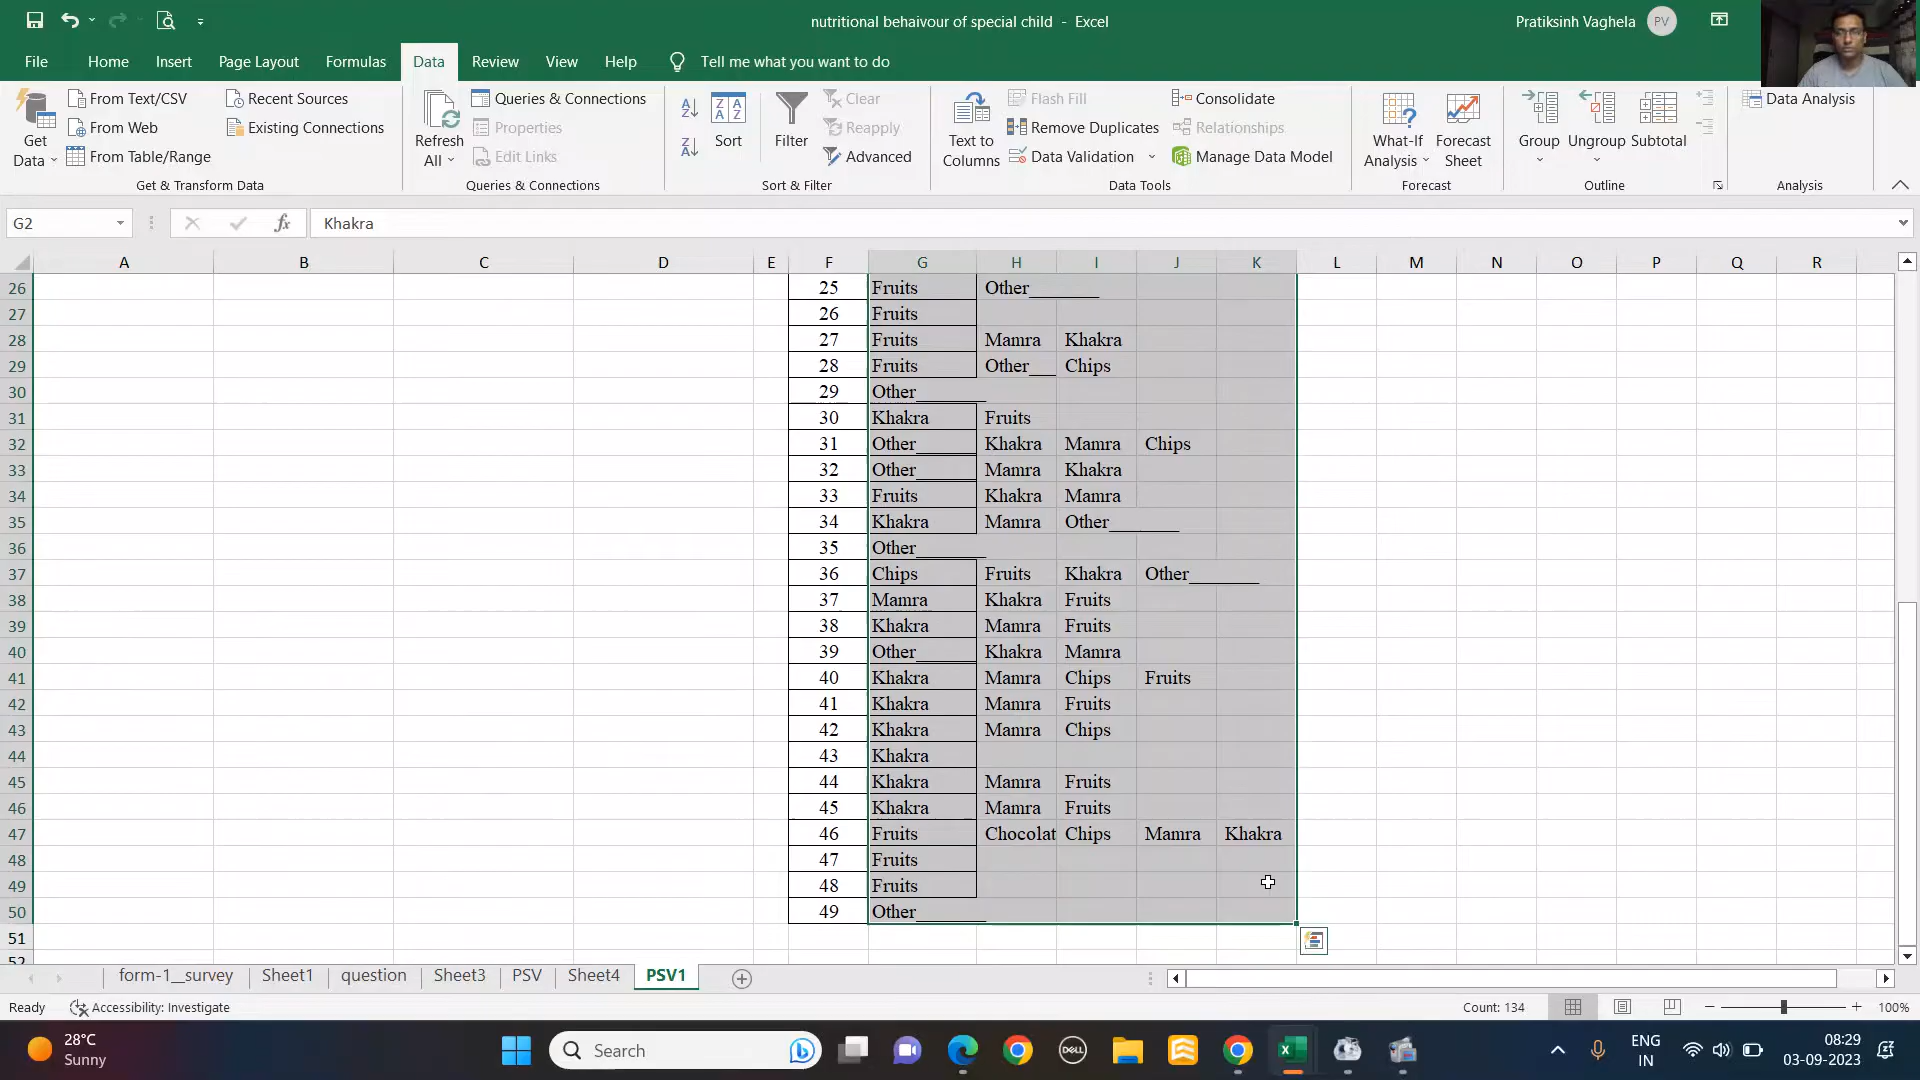 nutritional behaivour of special child - Excel
Pratiksinh Vaghela PV
File Home Insert Page Layout Formulas Data Review View Help Tell me what you want to do
Get Data
From Text/CSV
From Web
From Table/Range
Recent Sources
Existing Connections
Get & Transform Data
Refresh All
Queries & Connections
Properties
Edit Links
Queries & Connections
Sort
Filter
Clear
Reapply
Advanced
Sort & Filter
Text to Columns
Flash Fill
Remove Duplicates
Data Validation
Consolidate
Relationships
Manage Data Model
Data Tools
What-If Analysis
Forecast Sheet
Forecast
Group
Ungroup
Subtotal
Outline
Data Analysis
Analysis
G2 fx Khakra
A B C D E F G H I J K L M N O P Q R
26 25 Fruits Other________
27 26 Fruits
28 27 Fruits Mamra Khakra
29 28 Fruits Other___ Chips
30 29 Other________
31 30 Khakra Fruits
32 31 Other_______ Khakra Mamra Chips
33 32 Other_______ Mamra Khakra
34 33 Fruits Khakra Mamra
35 34 Khakra Mamra Other________
36 35 Other________
37 36 Chips Fruits Khakra Other________
38 37 Mamra Khakra Fruits
39 38 Khakra Mamra Fruits
40 39 Other_______ Khakra Mamra
41 40 Khakra Mamra Chips Fruits
42 41 Khakra Mamra Fruits
43 42 Khakra Mamra Chips
44 43 Khakra
45 44 Khakra Mamra Fruits
46 45 Khakra Mamra Fruits
47 46 Fruits Chocolat Chips Mamra Khakra
48 47 Fruits
49 48 Fruits
50 49 Other________
51
52
form-1__survey Sheet1 question Sheet3 PSV Sheet4 PSV1
Ready Accessibility: Investigate Count: 134 100%
28°C
Sunny
Search
DELL
ENG
IN
08:29
03-09-2023